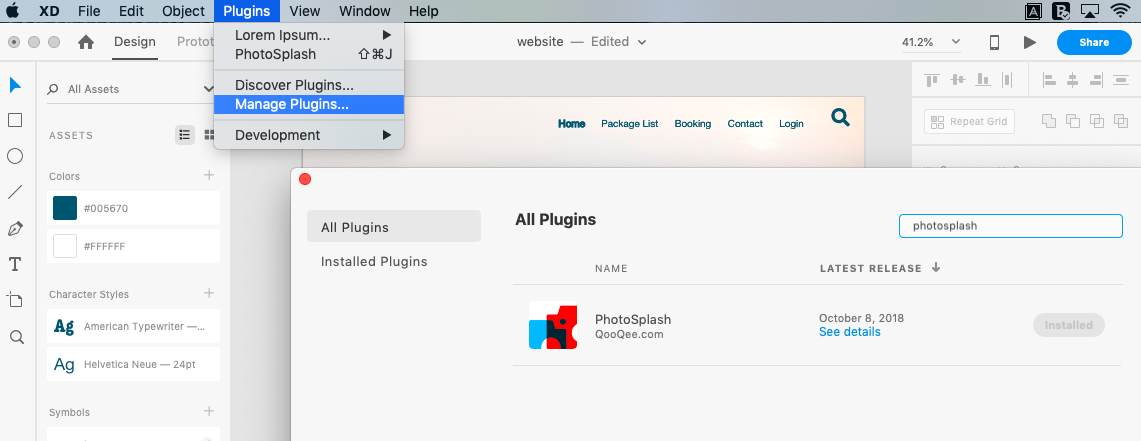 XD File Edit Object Plugins View Window Help
Design Protot
website — Edited
41.2%
Share
Lorem Ipsum...
PhotoSplash ⇧⌘J
Discover Plugins...
Manage Plugins...
Development
All Assets
ASSETS
Colors
#005670
#FFFFFF
Character Styles
Ag American Typewriter —...
Ag Helvetica Neue — 24pt
Symbols
Home Package List Booking Contact Login
Repeat Grid
All Plugins
Installed Plugins
All Plugins
photosplash
NAME LATEST RELEASE
PhotoSplash
QooQee.com
October 8, 2018
See details
Installed